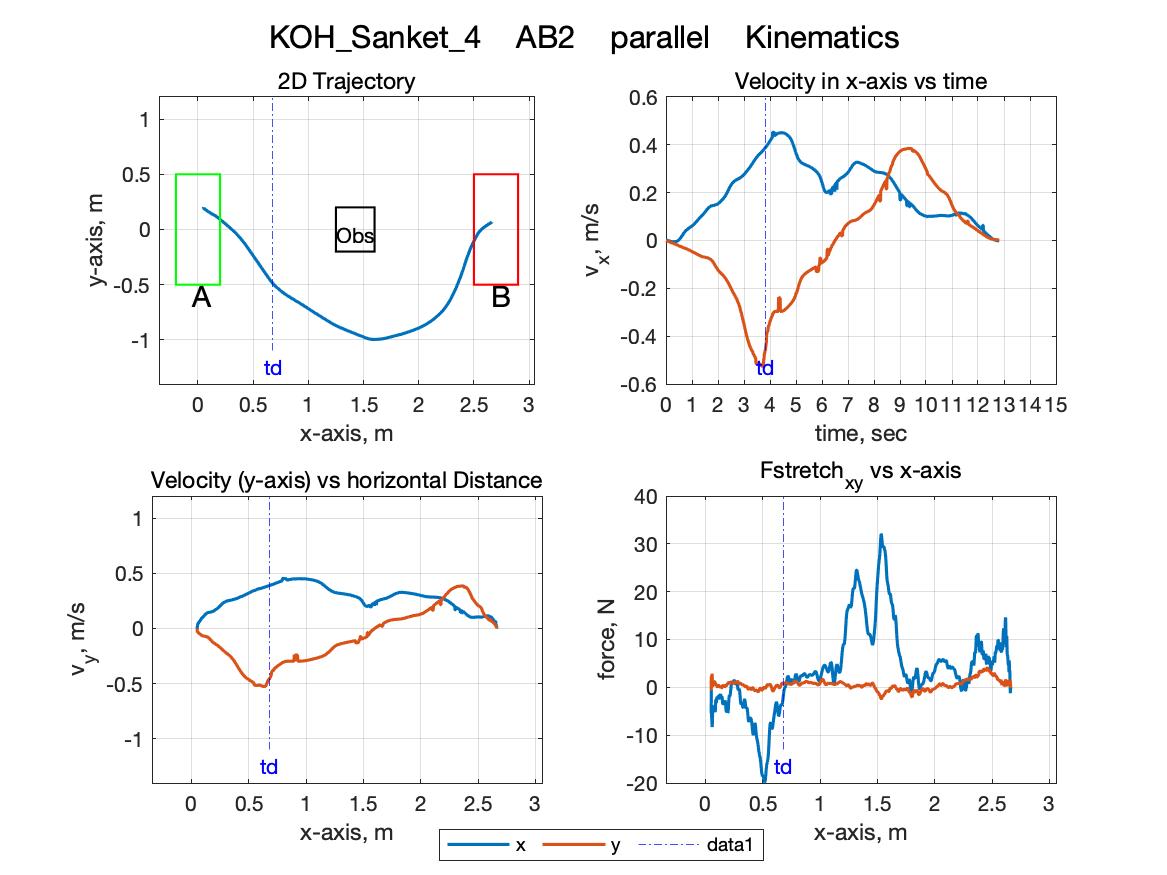 KOH_Sanket_4 AB2 parallel Kinematics
2D Trajectory
1
0.5
0
-0.5
-1
y-axis, m
A
Obs
B
td
0 0.5 1 1.5 2 2.5 3
x-axis, m
Velocity in x-axis vs time
0.6
0.4
0.2
0
-0.2
-0.4
-0.6
v_x, m/s
td
0 1 2 3 4 5 6 7 8 9 10 11 12 13 14 15
time, sec
Velocity (y-axis) vs horizontal Distance
1
0.5
0
-0.5
-1
v_y, m/s
td
0 0.5 1 1.5 2 2.5 3
x-axis, m
Fstretch_xy vs x-axis
40
30
20
10
0
-10
-20
force, N
td
0 0.5 1 1.5 2 2.5 3
x-axis, m
x y data1